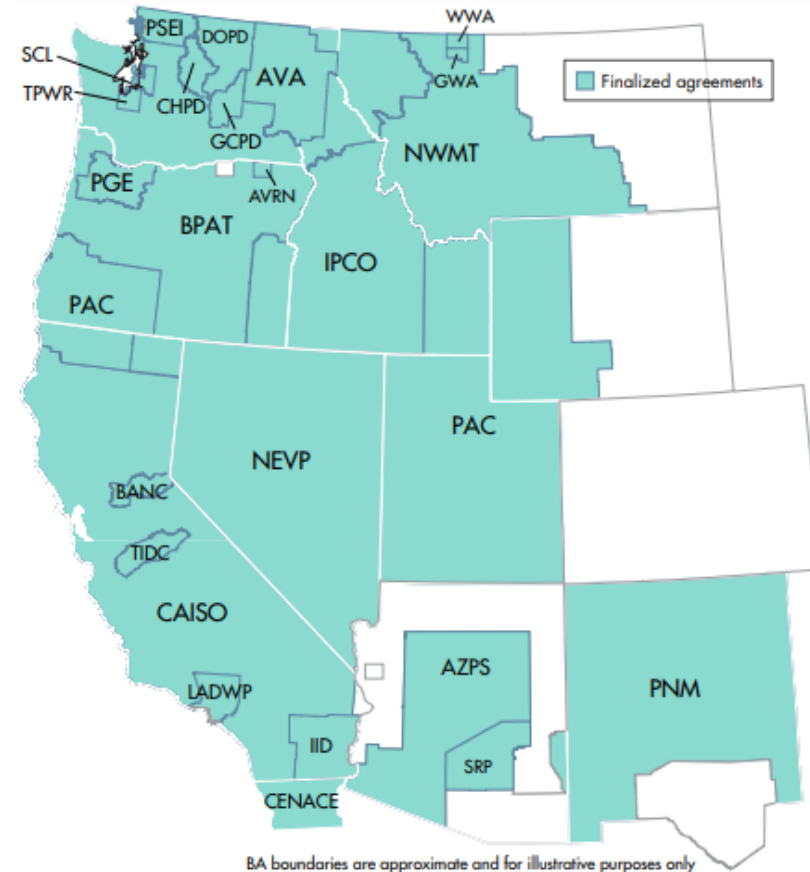 WWA
PSEI
DOPD
SCL
GWA
Finalized agreements
AVA
TPWR
CHPD
GCPD
NWMT
PGE
AVRN
BPAT
IPCO
PAC
PAC
NEVP
BANC
TIDC
CAISO
AZPS
LADWP
PNM
IID
SRP
CENACE
BA boundaries are approximate and for illustrative purposes only